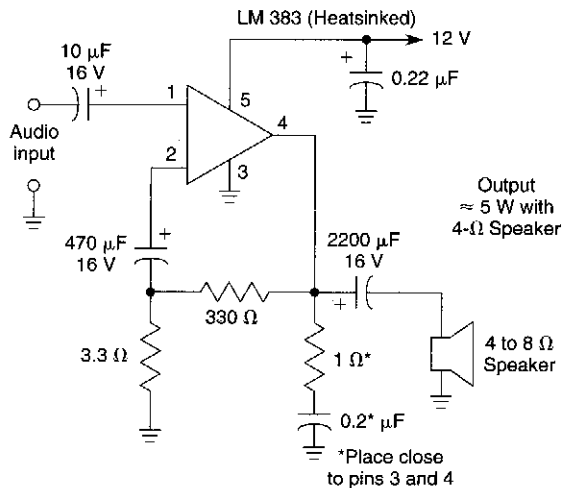 LM 383 (Heatsinked)
12 V
10 µF
16 V
+
+
0.22 µF
1
5
4
2
3
Audio
input
Output
≈ 5 W with
4-Ω Speaker
+
470 µF
16 V
2200 µF
16 V
+
330 Ω
3.3 Ω
1 Ω*
4 to 8 Ω
Speaker
0.2* µF
*Place close
to pins 3 and 4